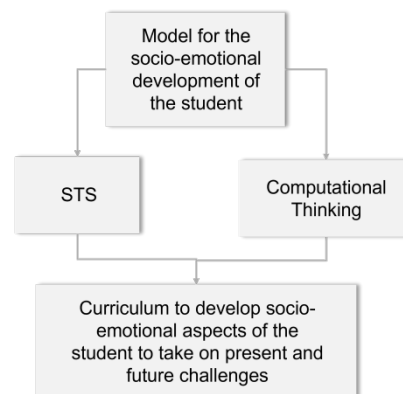 Model for the
socio-emotional
development of
the student
STS
Computational
Thinking
Curriculum to develop socio-
emotional aspects of the
student to take on present and
future challenges